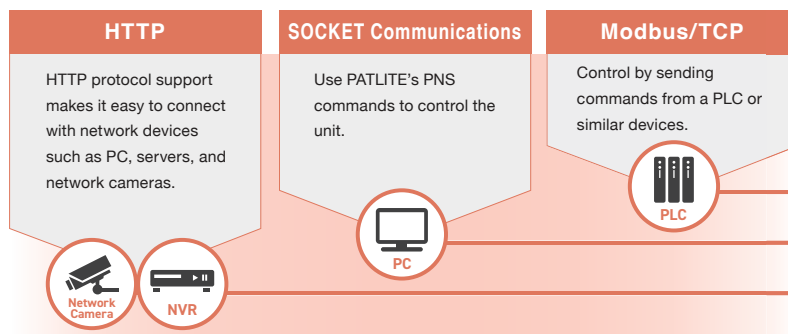 HTTP
HTTP protocol support
makes it easy to connect
with network devices
such as PC, servers, and
network cameras.
Network
Camera
NVR
SOCKET Communications
Use PATLITE's PNS
commands to control the
unit.
PC
Modbus/TCP
Control by sending
commands from a PLC or
similar devices.
PLC